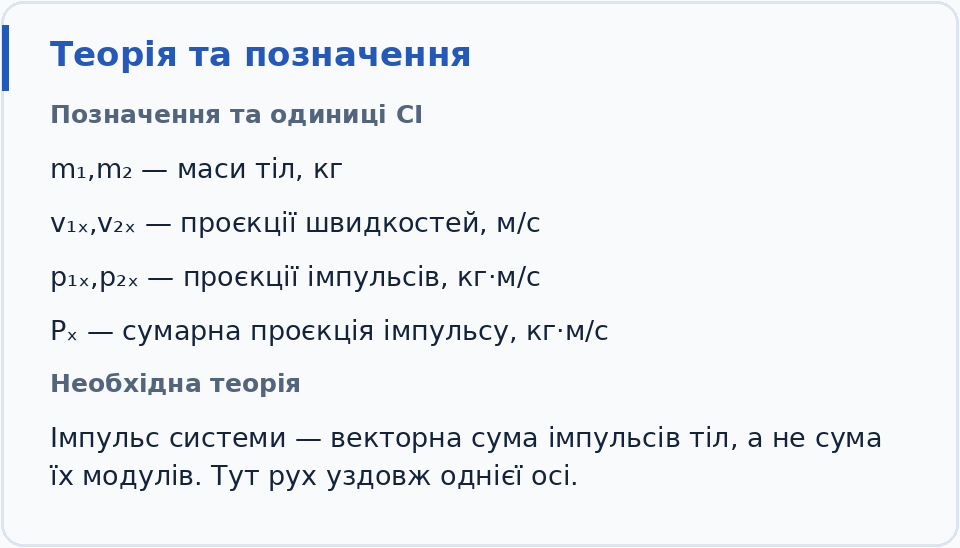 Теорія та позначення
Позначення та одиниці СІ
m₁,m₂ — маси тіл, кг
v₁ₓ,v₂ₓ — проєкції швидкостей, м/с
p₁ₓ,p₂ₓ — проєкції імпульсів, кг·м/с
Pₓ — сумарна проєкція імпульсу, кг·м/с
Необхідна теорія
Імпульс системи — векторна сума імпульсів тіл, а не сума
їх модулів. Тут рух уздовж однієї осі.